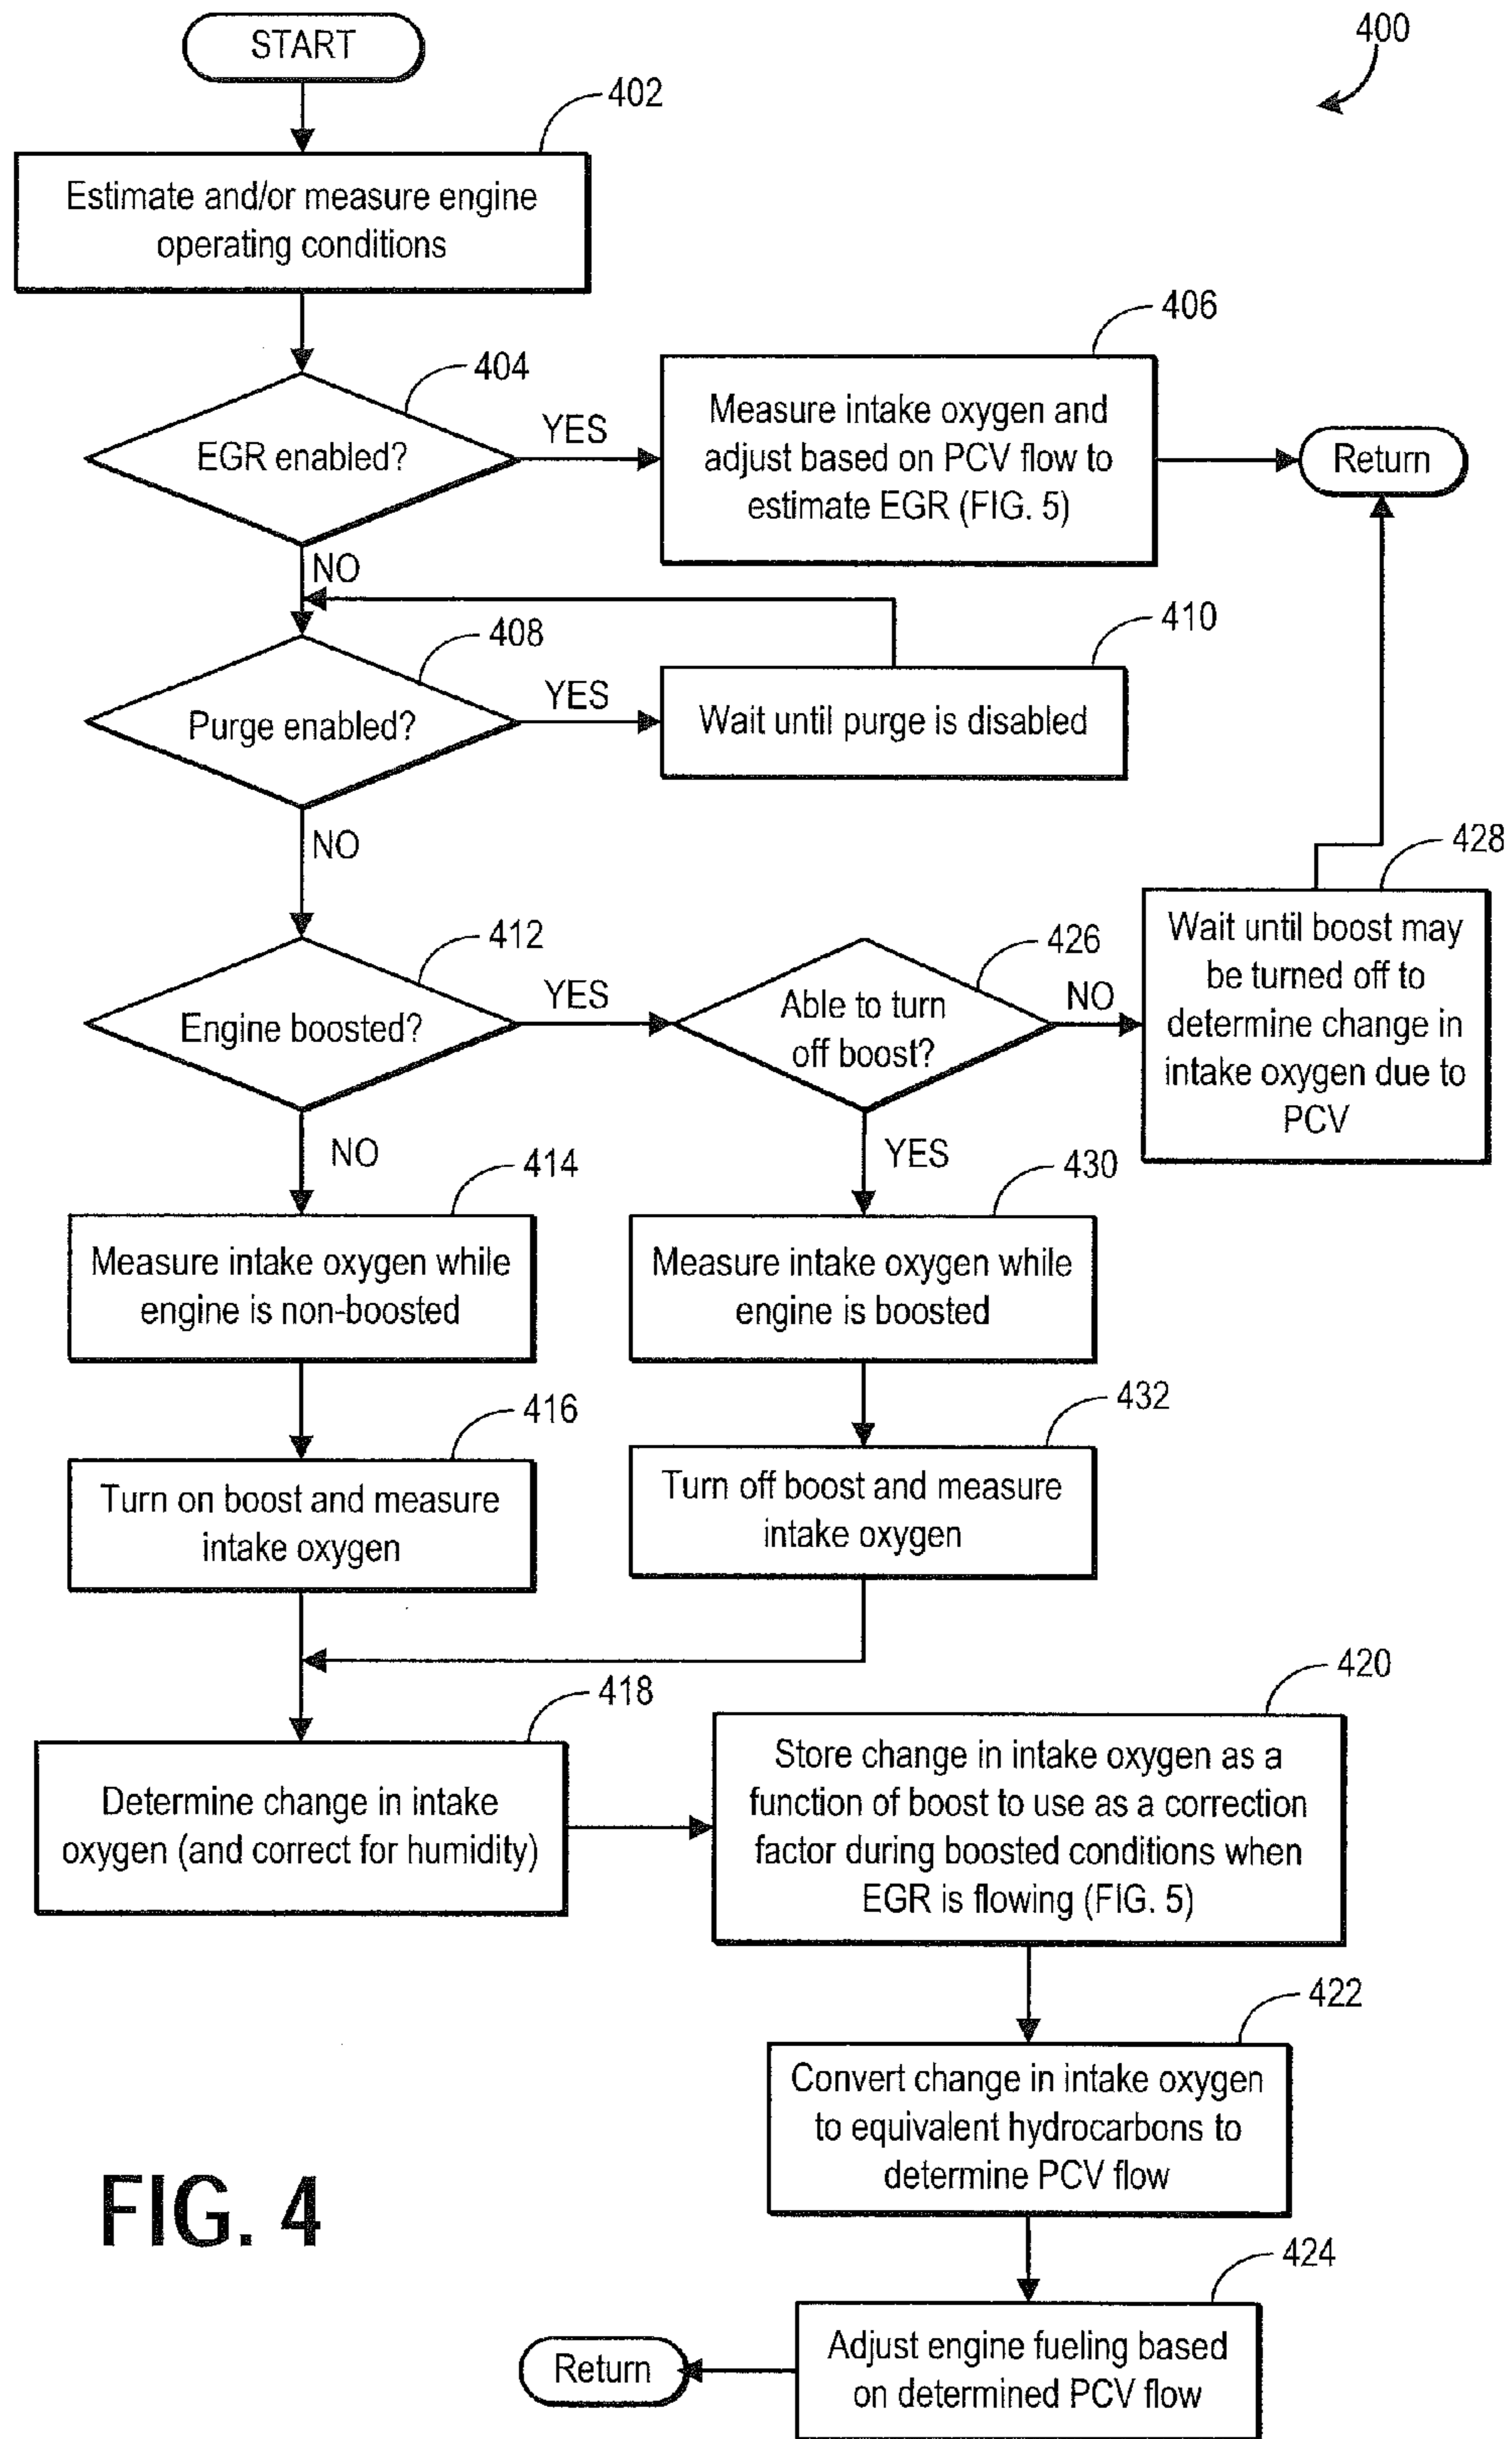 START
400
402
Estimate and/or measure engine
operating conditions
404
EGR enabled?
YES
406
Measure intake oxygen and
adjust based on PCV flow to
estimate EGR (FIG. 5)
Return
NO
408
Purge enabled?
YES
410
Wait until purge is disabled
NO
412
Engine boosted?
YES
426
Able to turn
off boost?
NO
428
Wait until boost may
be turned off to
determine change in
intake oxygen due to
PCV
NO
414
Measure intake oxygen while
engine is non-boosted
YES
430
Measure intake oxygen while
engine is boosted
416
Turn on boost and measure
intake oxygen
432
Turn off boost and measure
intake oxygen
418
Determine change in intake
oxygen (and correct for humidity)
420
Store change in intake oxygen as a
function of boost to use as a correction
factor during boosted conditions when
EGR is flowing (FIG. 5)
422
Convert change in intake oxygen
to equivalent hydrocarbons to
determine PCV flow
424
Adjust engine fueling based
on determined PCV flow
Return
FIG. 4